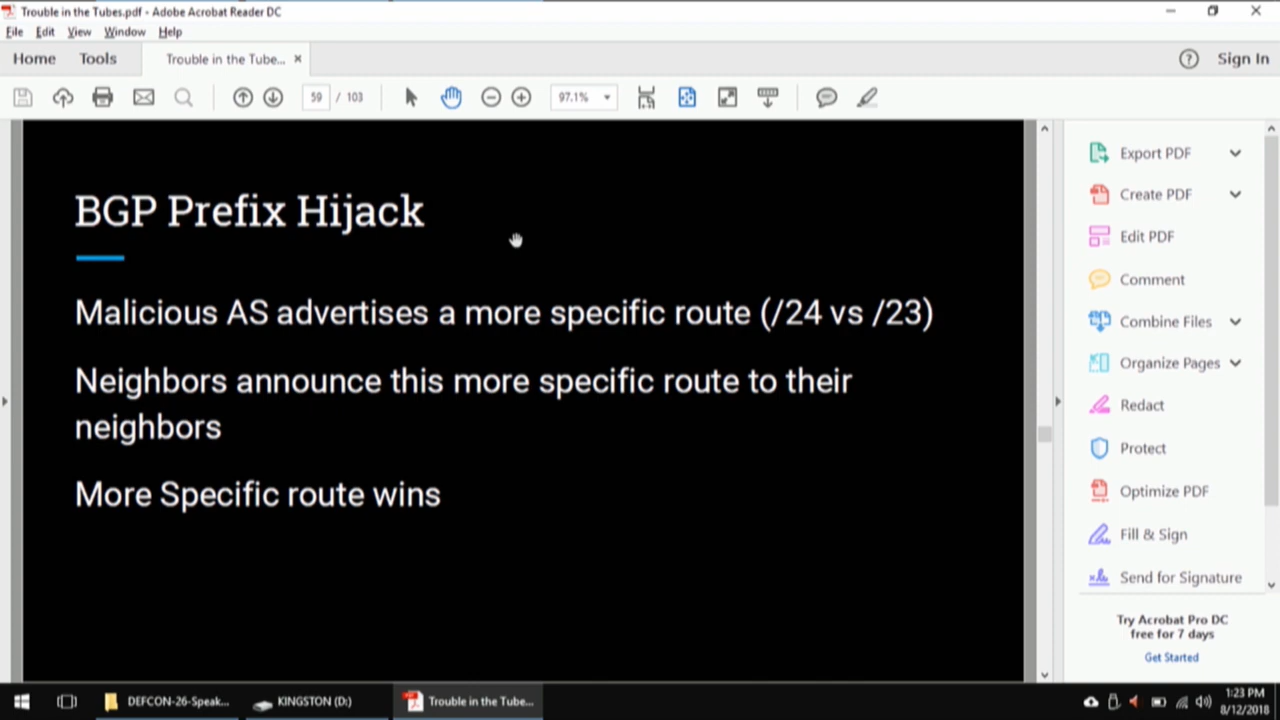 Trouble in the Tubes.pdf - Adobe Acrobat Reader DC
File Edit View Window Help
Home Tools Trouble in the Tube... × Sign In
59 / 103 97.1%
BGP Prefix Hijack
Malicious AS advertises a more specific route (/24 vs /23)
Neighbors announce this more specific route to their
neighbors
More Specific route wins
Export PDF
Create PDF
Edit PDF
Comment
Combine Files
Organize Pages
Redact
Protect
Optimize PDF
Fill & Sign
Send for Signature
Try Acrobat Pro DC
free for 7 days
Get Started
DEFCON-26-Speak... KINGSTON (D:) Trouble in the Tube... 1:23 PM
8/12/2018